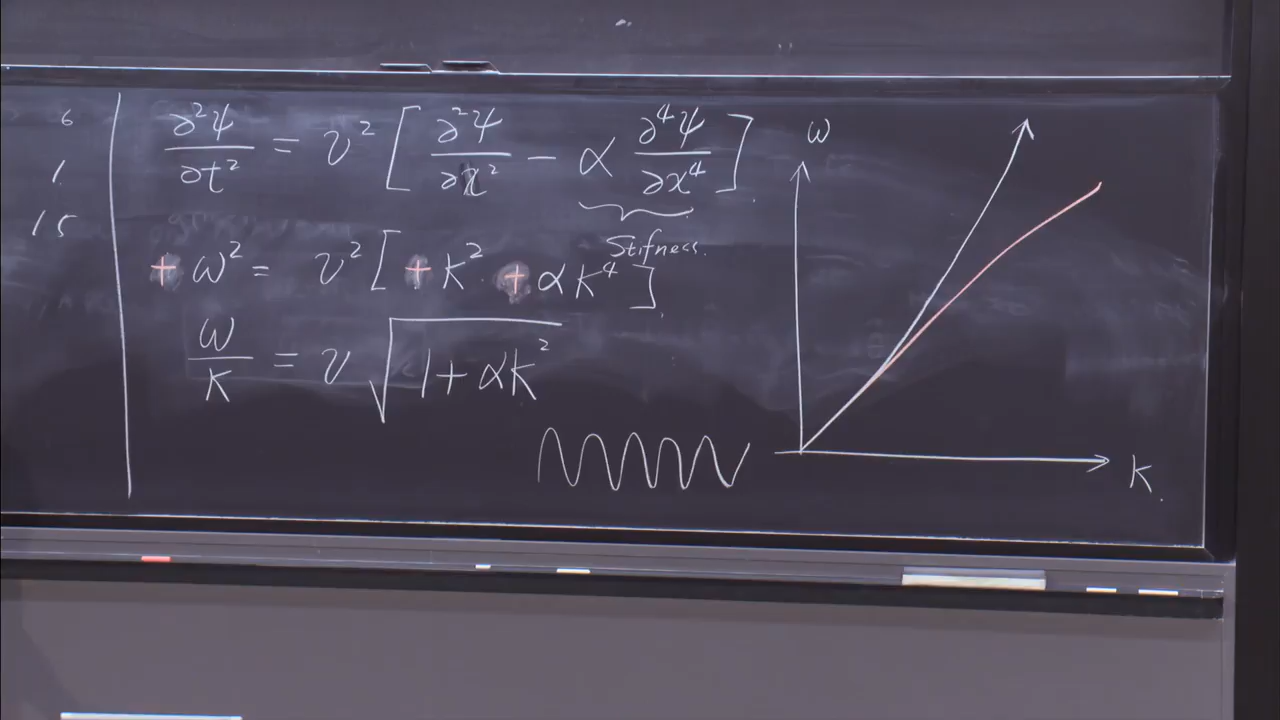 6
1.
15
∂²ψ/∂t² = v² [ ∂²ψ/∂x² − α ∂⁴ψ/∂x⁴ ]
Stifness.
+ ω² = v² [ + k² + αk⁴ ]
ω/k = v √(1 + αk²)
ω
k